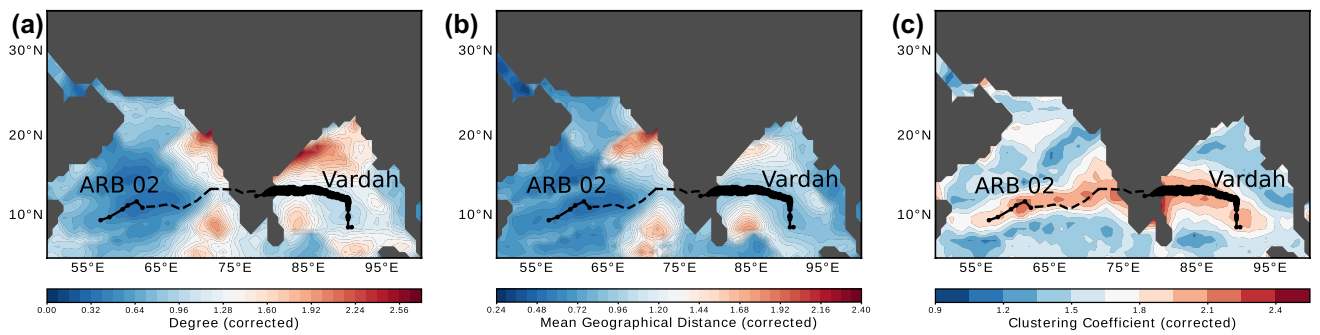 (a)
30°N
20°N
10°N
ARB 02
Vardah
55°E 65°E 75°E 85°E 95°E
0.00 0.32 0.64 0.96 1.28 1.60 1.92 2.24 2.56
Degree (corrected)
(b)
30°N
20°N
10°N
ARB 02
Vardah
55°E 65°E 75°E 85°E 95°E
0.24 0.48 0.72 0.96 1.20 1.44 1.68 1.92 2.16 2.40
Mean Geographical Distance (corrected)
(c)
30°N
20°N
10°N
ARB 02
Vardah
55°E 65°E 75°E 85°E 95°E
0.9 1.2 1.5 1.8 2.1 2.4
Clustering Coefficient (corrected)